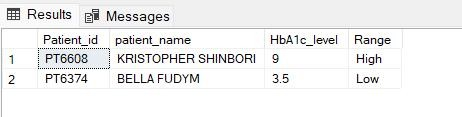 Results Messages
Patient_id patient_name HbA1c_level Range
1 PT6608 KRISTOPHER SHINBORI 9 High
2 PT6374 BELLA FUDYM 3.5 Low